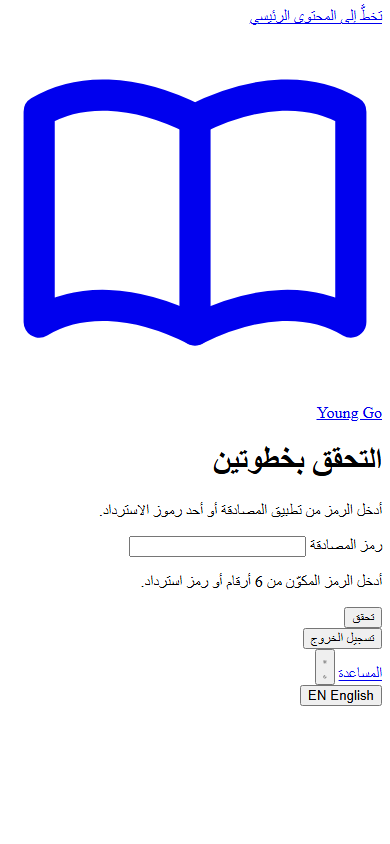 تخطَّ إلى المحتوى الرئيسي
Young Go
التحقق بخطوتين
أدخل الرمز من تطبيق المصادقة أو أحد رموز الاسترداد.
رمز المصادقة
أدخل الرمز المكوّن من 6 أرقام أو رمز استرداد.
تحقق
تسجيل الخروج
المساعدة
EN English